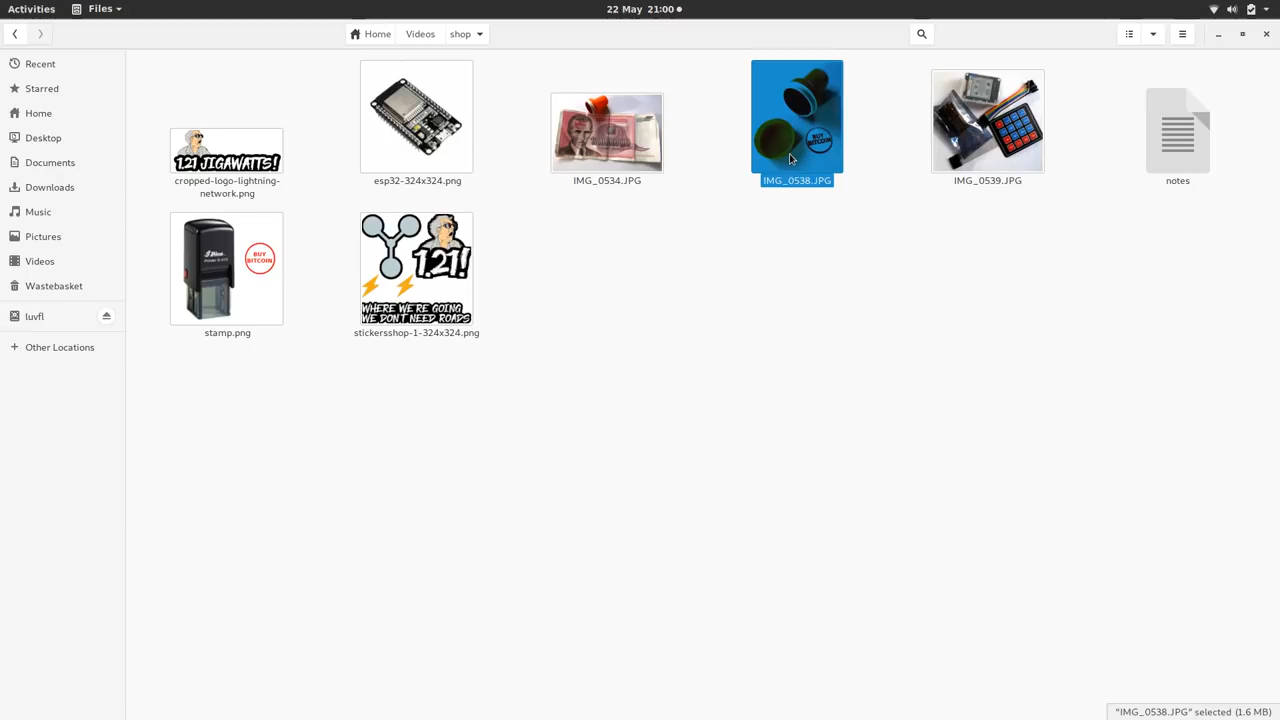 Activities
Files
22 May 21:00
Home
Videos
shop
Recent
Starred
Home
Desktop
Documents
Downloads
Music
Pictures
Videos
Wastebasket
luvfl
Other Locations
1.21 JIGAWATTS!
cropped-logo-lightning-
network.png
esp32-324x324.png
IMG_0534.JPG
BUY
BITCOIN
IMG_0538.JPG
IMG_0539.JPG
notes
BUY
BITCOIN
stamp.png
1.21!
WHERE WE'RE GOING
WE DON'T NEED ROADS
stickersshop-1-324x324.png
"IMG_0538.JPG" selected (1.6 MB)